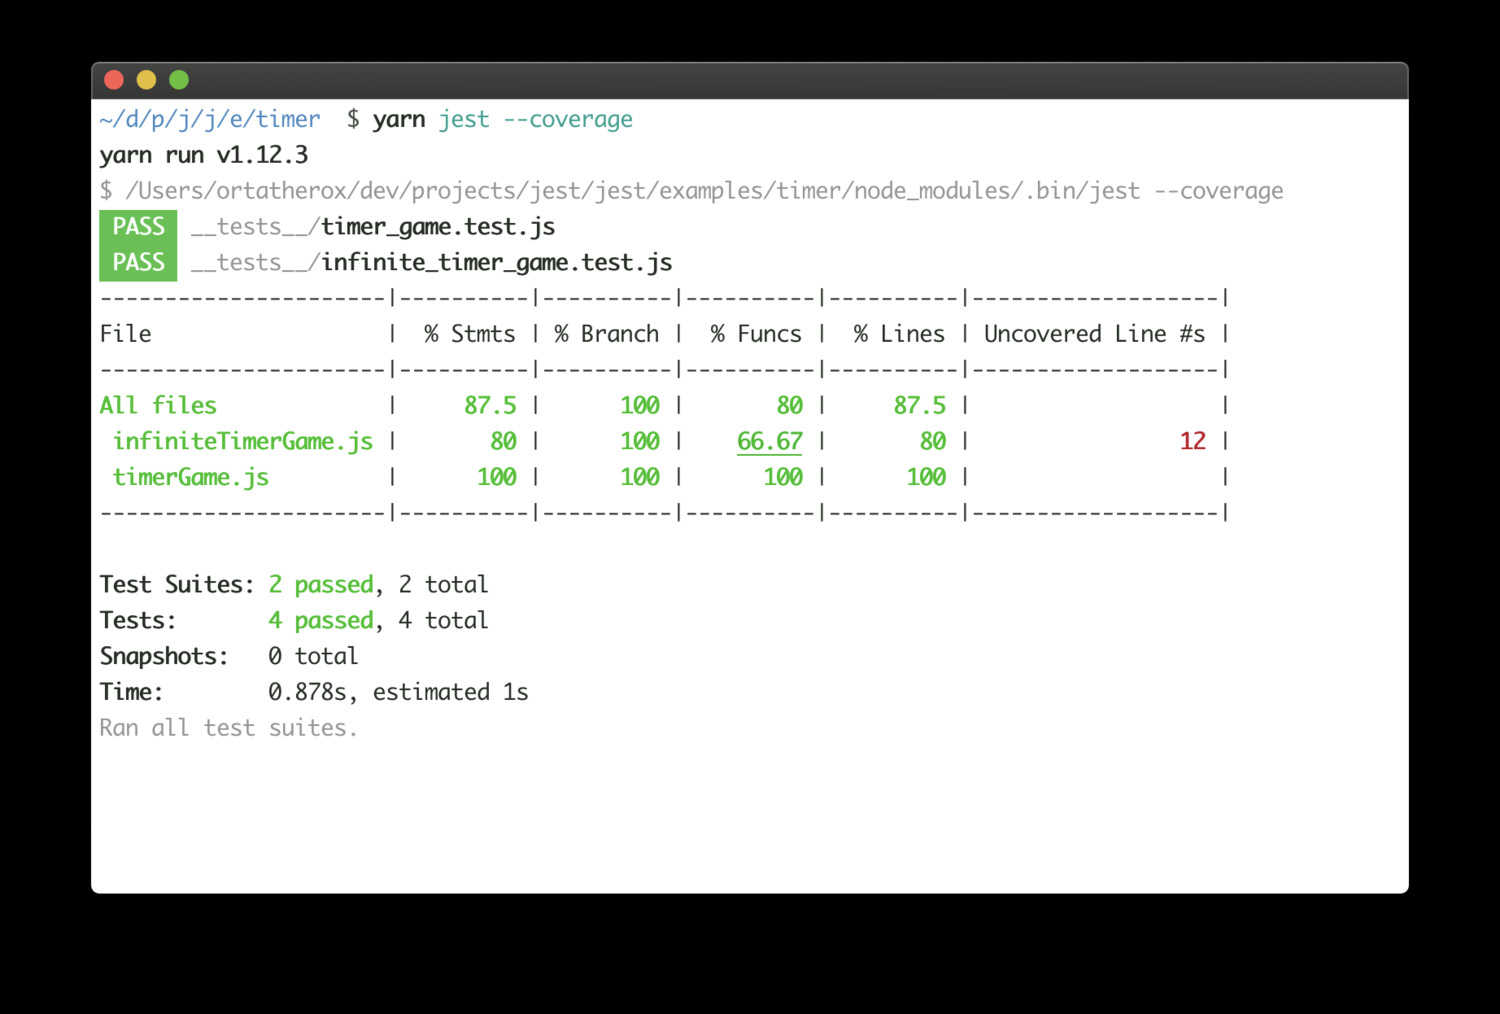 ~/d/p/j/j/e/timer  $ yarn jest --coverage
yarn run v1.12.3
$ /Users/ortatherox/dev/projects/jest/jest/examples/timer/node_modules/.bin/jest --coverage
 PASS  __tests__/timer_game.test.js
 PASS  __tests__/infinite_timer_game.test.js
----------------------|----------|----------|----------|----------|-------------------|
File                  |  % Stmts | % Branch |  % Funcs |  % Lines | Uncovered Line #s |
----------------------|----------|----------|----------|----------|-------------------|
All files             |     87.5 |      100 |       80 |     87.5 |                   |
 infiniteTimerGame.js |       80 |      100 |    66.67 |       80 |                12 |
 timerGame.js         |      100 |      100 |      100 |      100 |                   |
----------------------|----------|----------|----------|----------|-------------------|
Test Suites: 2 passed, 2 total
Tests:       4 passed, 4 total
Snapshots:   0 total
Time:        0.878s, estimated 1s
Ran all test suites.